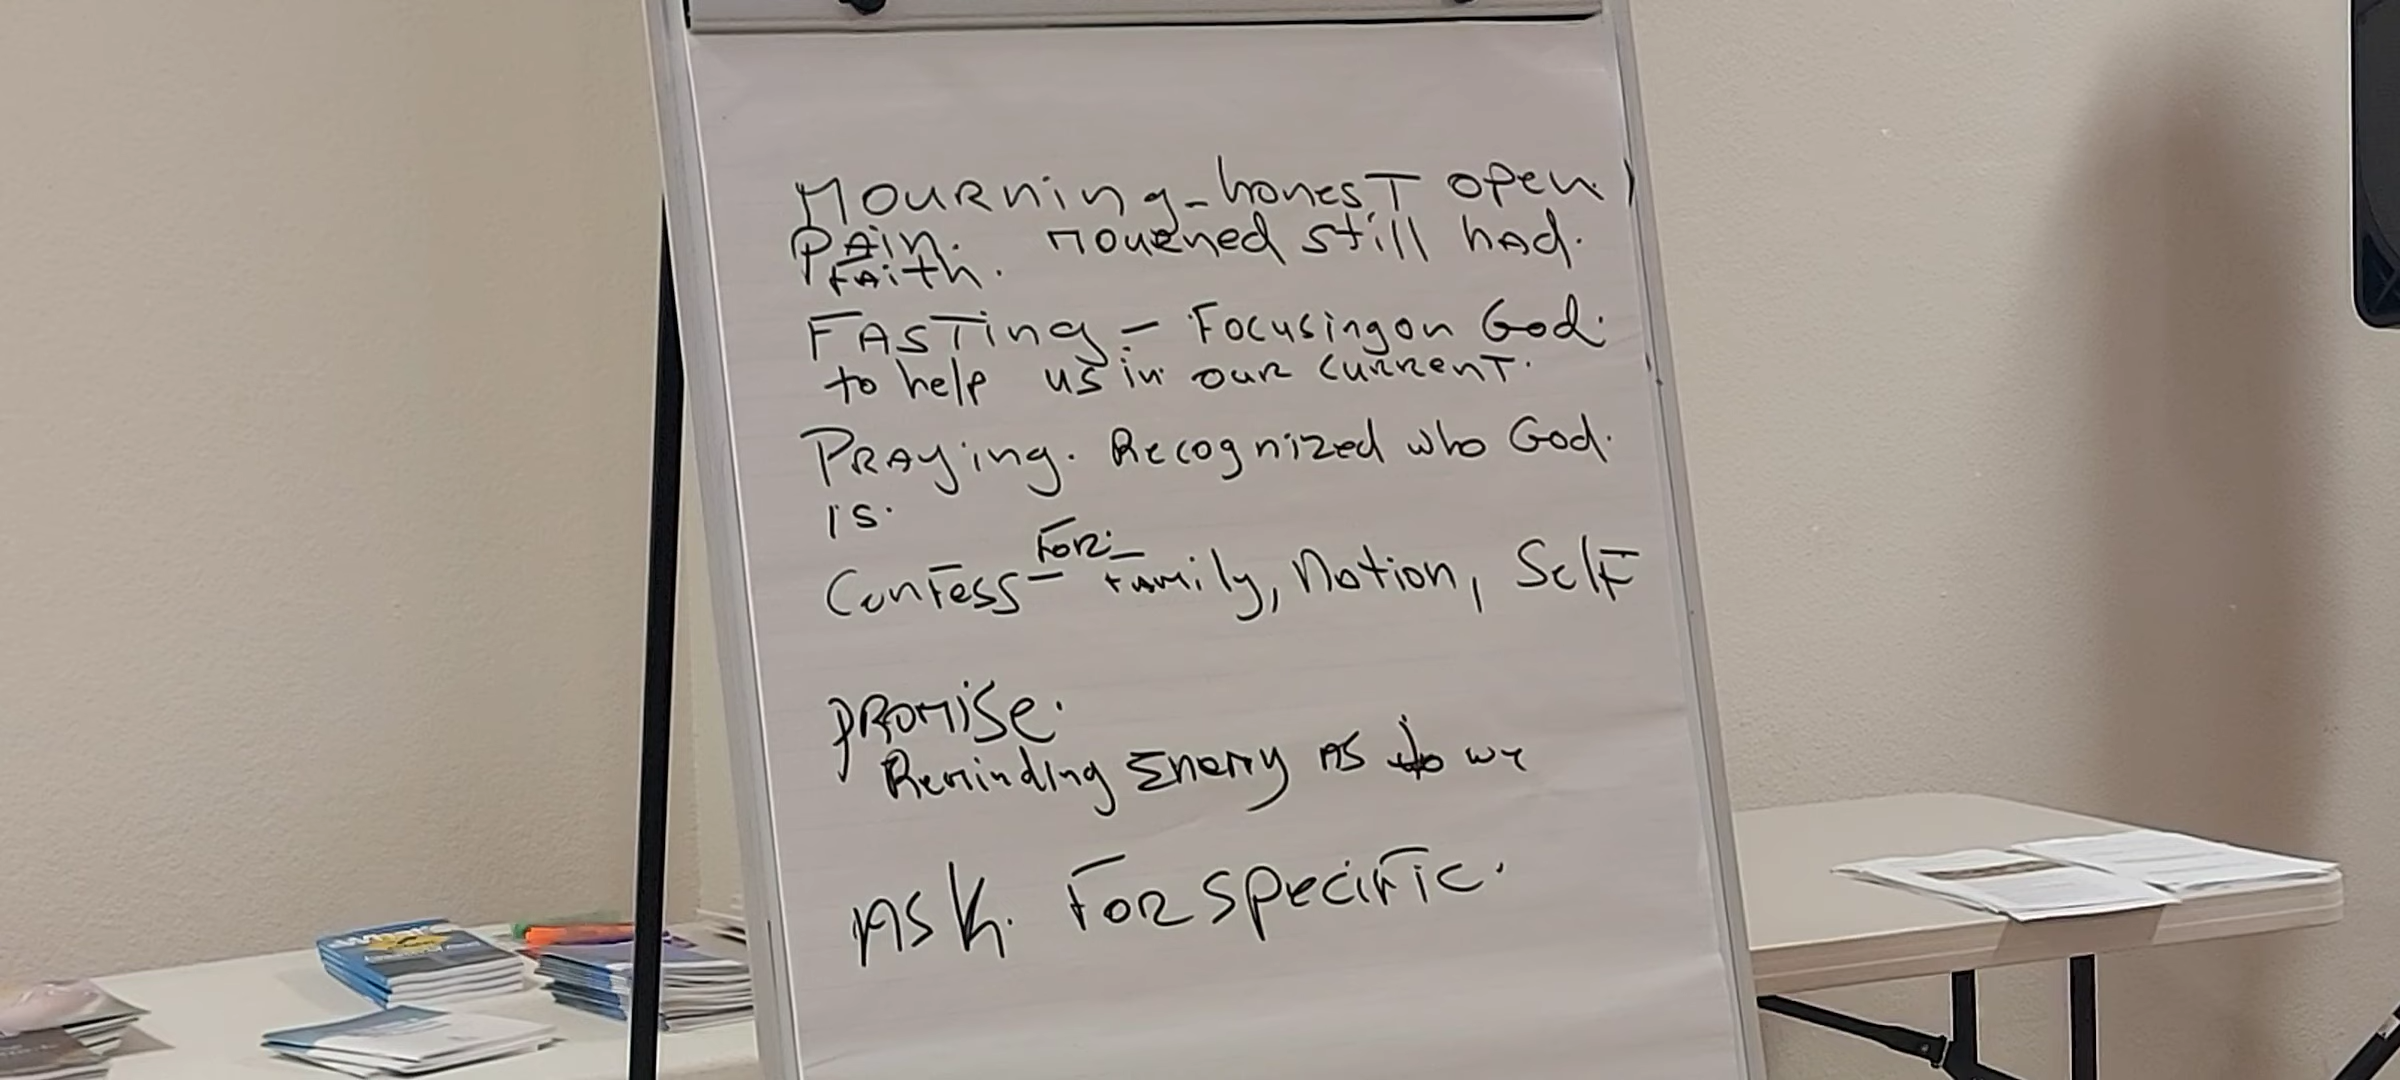 Mourning - honest open)
Pain. Mourned still had.
Faith.
Fasting - Focusing on God.
to help us in our current.
Praying. Recognized who God.
is.
For.
Confess - Family, Nation, Self
Promise.
Reminding Enemy as to we
Ask. For specific.